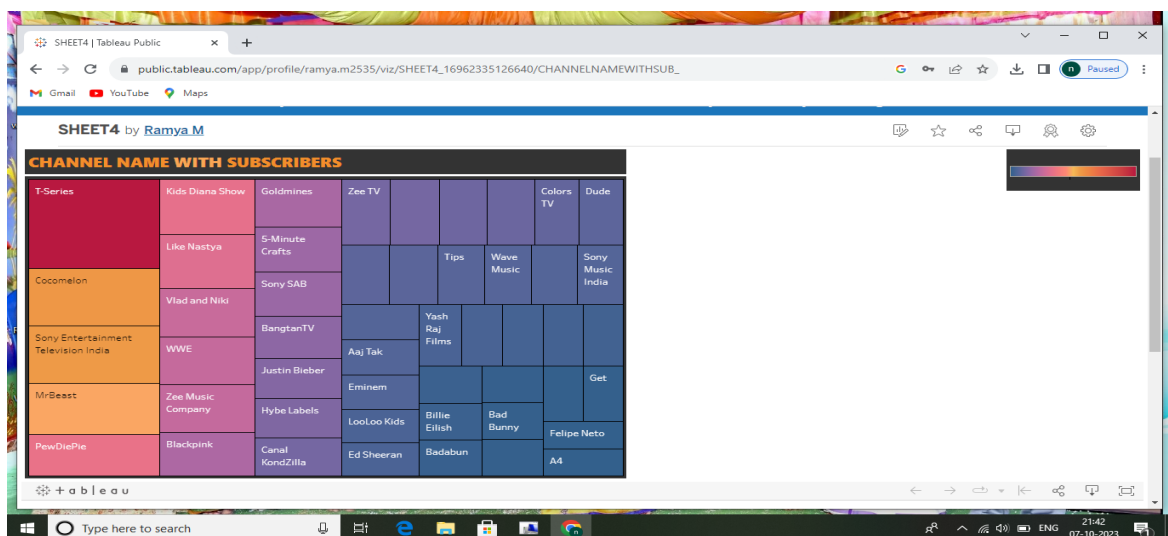 SHEET4 | Tableau Public
public.tableau.com/app/profile/ramya.m2535/viz/SHEET4_16962335126640/CHANNELNAMEWITHSUB_
G
n Paused
Gmail
YouTube
Maps
SHEET4 by Ramya M
CHANNEL NAME WITH SUBSCRIBERS
T-Series
Cocomelon
Sony Entertainment
Television India
MrBeast
PewDiePie
Kids Diana Show
Like Nastya
Vlad and Niki
WWE
Zee Music
Company
Blackpink
Goldmines
5-Minute
Crafts
Sony SAB
BangtanTV
Justin Bieber
Hybe Labels
Canal
KondZilla
Zee TV
Colors
TV
Dude
Tips
Wave
Music
Sony
Music
India
Yash
Raj
Films
Aaj Tak
Eminem
LooLoo Kids
Ed Sheeran
Get
Billie
Eilish
Bad
Bunny
Badabun
Felipe Neto
A4
+ableau
Type here to search
ENG
21:42
07-10-2023